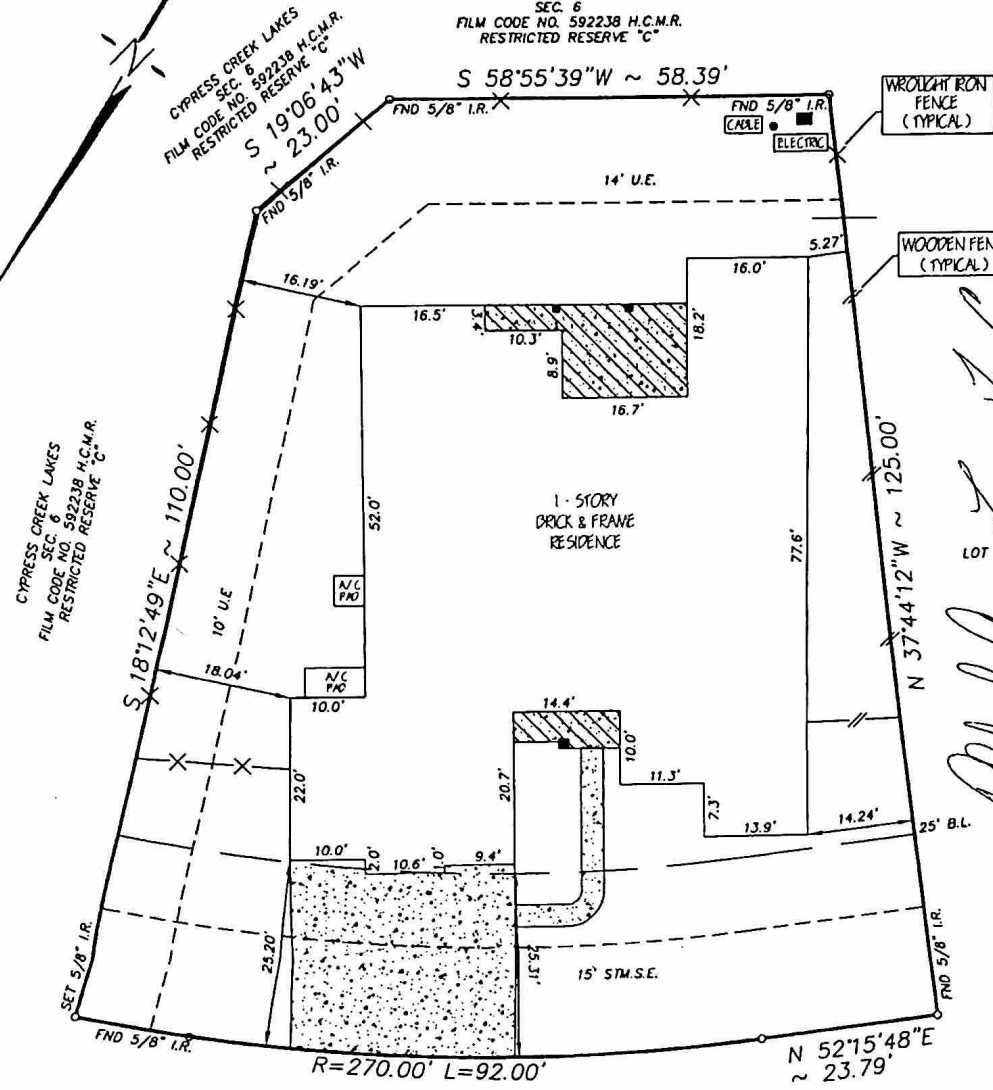 SEC. 6
FILM CODE NO. 592238 H.C.M.R.
RESTRICTED RESERVE "C"
CYPRESS CREEK LAKES
SEC. 6
FILM CODE NO. 592238 H.C.M.R.
RESTRICTED RESERVE "C"
S 19°06'43"W
~ 23.00'
S 58°55'39"W ~ 58.39'
FND 5/8" I.R.
FND 5/8" I.R.
FND 5/8" I.R.
CABLE
ELECTRIC
WROUGHT IRON
FENCE
(TYPICAL)
14' U.E.
5.27'
WOODEN FEN
(TYPICAL)
16.0'
16.19'
16.5'
3.4'
10.3'
18.2'
8.9'
16.7'
CYPRESS CREEK LAKES
SEC. 6
FILM CODE NO. 592238 H.C.M.R.
RESTRICTED RESERVE "C"
S 18°12'49"E ~ 110.00'
10' U.E
52.0'
1 - STORY
BRICK & FRAME
RESIDENCE
77.6'
N 37°44'12"W ~ 125.00'
LOT
A/C
PAD
A/C
PAD
18.04'
10.0'
14.4'
10.0'
11.3'
7.3'
13.9'
14.24'
25' B.L.
22.0'
20.7'
10.0'
2.0'
10.6'
1.0'
9.4'
25.20'
25.31'
15' STM.S.E.
SET 5/8" I.R.
FND 5/8" I.R.
FND 5/8" I.R.
R=270.00' L=92.00'
N 52°15'48"E
~ 23.79'